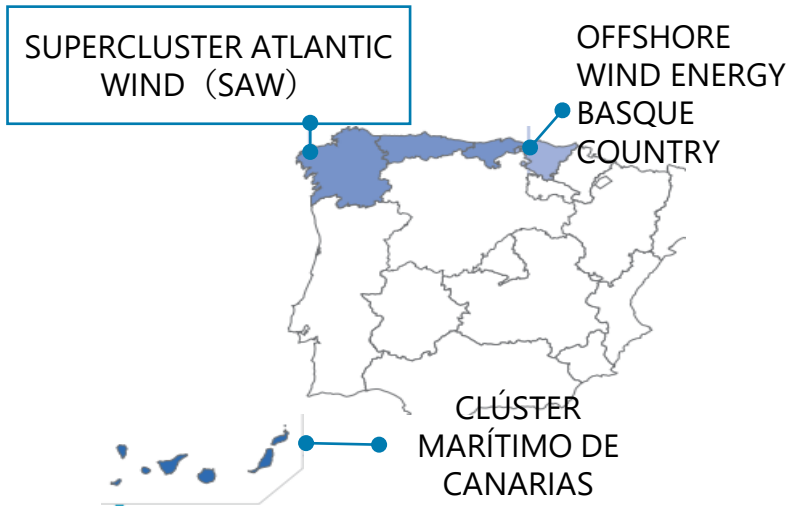 SUPERCLUSTER ATLANTIC
WIND（SAW）
OFFSHORE
WIND ENERGY
BASQUE
COUNTRY
CLÚSTER
MARÍTIMO DE
CANARIAS